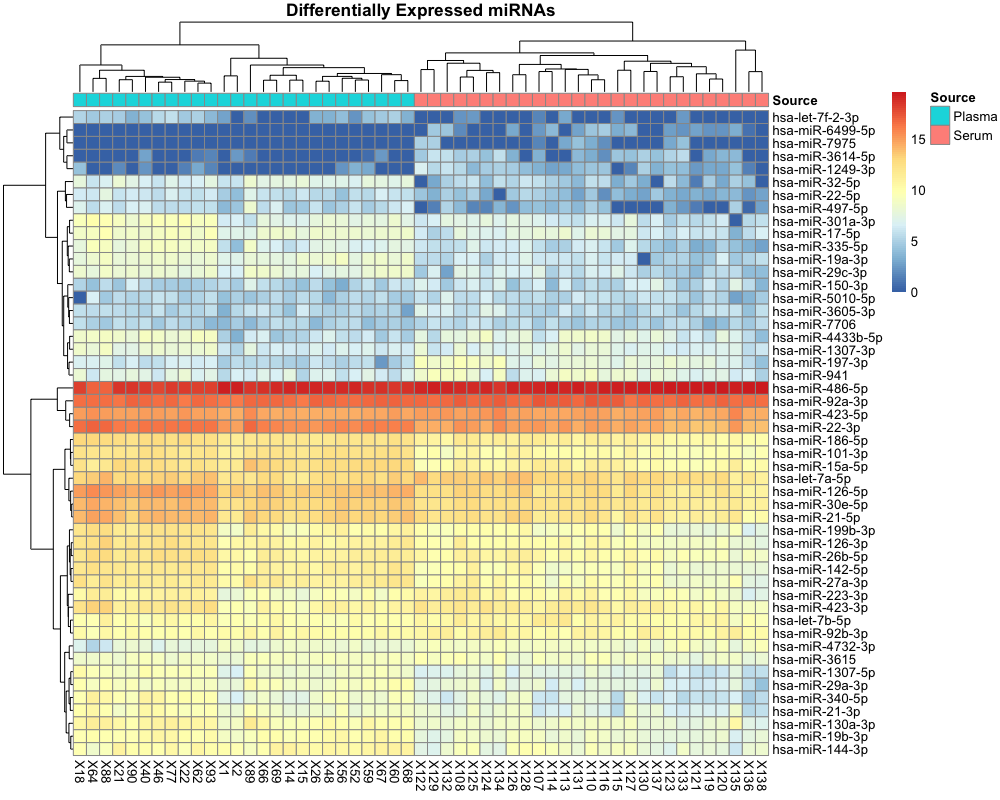 Differentially Expressed miRNAs
Source
hsa-let-7f-2-3p
hsa-miR-6499-5p
hsa-miR-7975
hsa-miR-3614-5p
hsa-miR-1249-3p
hsa-miR-32-5p
hsa-miR-22-5p
hsa-miR-497-5p
hsa-miR-301a-3p
hsa-miR-17-5p
hsa-miR-335-5p
hsa-miR-19a-3p
hsa-miR-29c-3p
hsa-miR-150-3p
hsa-miR-5010-5p
hsa-miR-3605-3p
hsa-miR-7706
hsa-miR-4433b-5p
hsa-miR-1307-3p
hsa-miR-197-3p
hsa-miR-941
hsa-miR-486-5p
hsa-miR-92a-3p
hsa-miR-423-5p
hsa-miR-22-3p
hsa-miR-186-5p
hsa-miR-101-3p
hsa-miR-15a-5p
hsa-let-7a-5p
hsa-miR-126-5p
hsa-miR-30e-5p
hsa-miR-21-5p
hsa-miR-199b-3p
hsa-miR-126-3p
hsa-miR-26b-5p
hsa-miR-142-5p
hsa-miR-27a-3p
hsa-miR-223-3p
hsa-miR-423-3p
hsa-let-7b-5p
hsa-miR-92b-3p
hsa-miR-4732-3p
hsa-miR-3615
hsa-miR-1307-5p
hsa-miR-29a-3p
hsa-miR-340-5p
hsa-miR-21-3p
hsa-miR-130a-3p
hsa-miR-19b-3p
hsa-miR-144-3p
X18
X64
X88
X21
X90
X40
X46
X77
X22
X62
X93
X1
X2
X89
X66
X69
X14
X15
X26
X48
X56
X52
X59
X67
X60
X68
X122
X129
X132
X108
X125
X124
X134
X126
X128
X107
X114
X113
X131
X110
X116
X115
X127
X130
X137
X123
X133
X121
X119
X120
X135
X136
X138
15
10
5
0
Source
Plasma
Serum